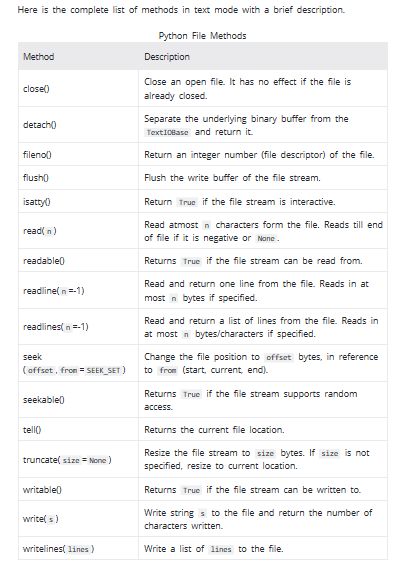 Here is the complete list of methods in text mode with a brief description.
Python File Methods
Method Description
close() Close an open file. It has no effect if the file is
already closed.
detach() Separate the underlying binary buffer from the
TextIOBase and return it.
fileno() Return an integer number (file descriptor) of the file.
flush() Flush the write buffer of the file stream.
isatty() Return True if the file stream is interactive.
read( n ) Read atmost n characters form the file. Reads till end
of file if it is negative or None .
readable() Returns True if the file stream can be read from.
readline( n =-1) Read and return one line from the file. Reads in at
most n bytes if specified.
readlines( n =-1) Read and return a list of lines from the file. Reads in
at most n bytes/characters if specified.
seek
( offset , from = SEEK_SET ) Change the file position to offset bytes, in reference
to from (start, current, end).
seekable() Returns True if the file stream supports random
access.
tell() Returns the current file location.
truncate( size = None ) Resize the file stream to size bytes. If size is not
specified, resize to current location.
writable() Returns True if the file stream can be written to.
write( s ) Write string s to the file and return the number of
characters written.
writelines( lines ) Write a list of lines to the file.